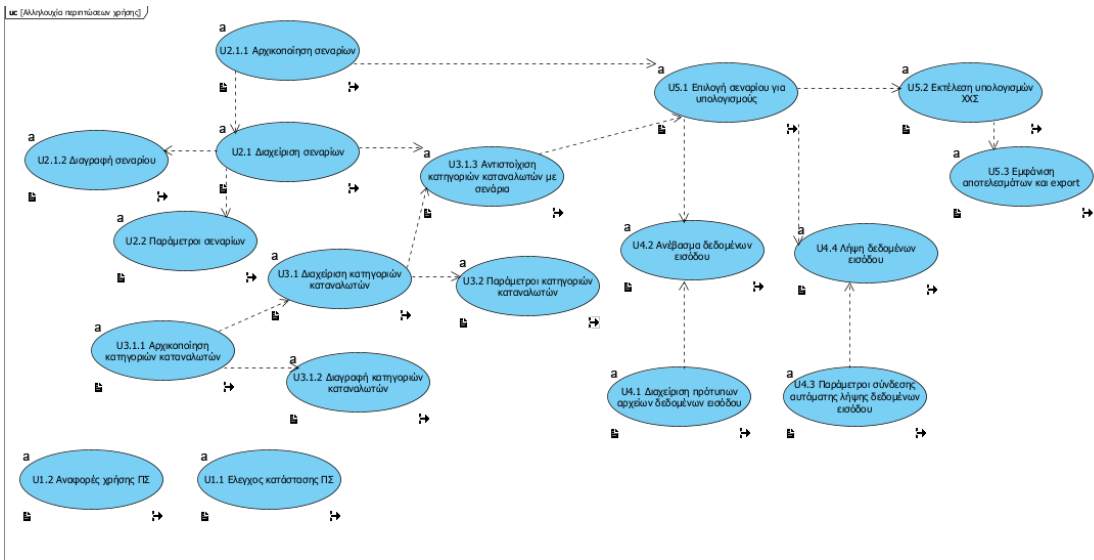 uc [Αλληλουχία περιπτώσεων χρήσης]
a
U2.1.1 Αρχικοποίηση σεναρίων
a
U5.1 Επιλογή σεναρίου για
υπολογισμούς
a
U5.2 Εκτέλεση υπολογισμών
ΧΧΣ
a
U2.1.2 Διαγραφή σεναρίου
a
U2.1 Διαχείριση σεναρίων
a
U3.1.3 Αντιστοίχιση
κατηγοριών καταναλωτών με
σενάρια
a
U5.3 Εμφάνιση
αποτελεσμάτων και export
a
U2.2 Παράμετροι σεναρίων
a
U4.2 Ανέβασμα δεδομένων
εισόδου
a
U4.4 Λήψη δεδομένων
εισόδου
a
U3.1 Διαχείριση κατηγοριών
καταναλωτών
a
U3.2 Παράμετροι κατηγοριών
καταναλωτών
a
U3.1.1 Αρχικοποίηση
κατηγοριών καταναλωτών
a
U3.1.2 Διαγραφή κατηγοριών
καταναλωτών
a
U4.1 Διαχείριση πρότυπων
αρχείων δεδομένων εισόδου
a
U4.3 Παράμετροι σύνδεσης
αυτόματης λήψης δεδομένων
εισόδου
a
U1.2 Αναφορές χρήσης ΠΣ
a
U1.1 Ελεγχος κατάστασης ΠΣ